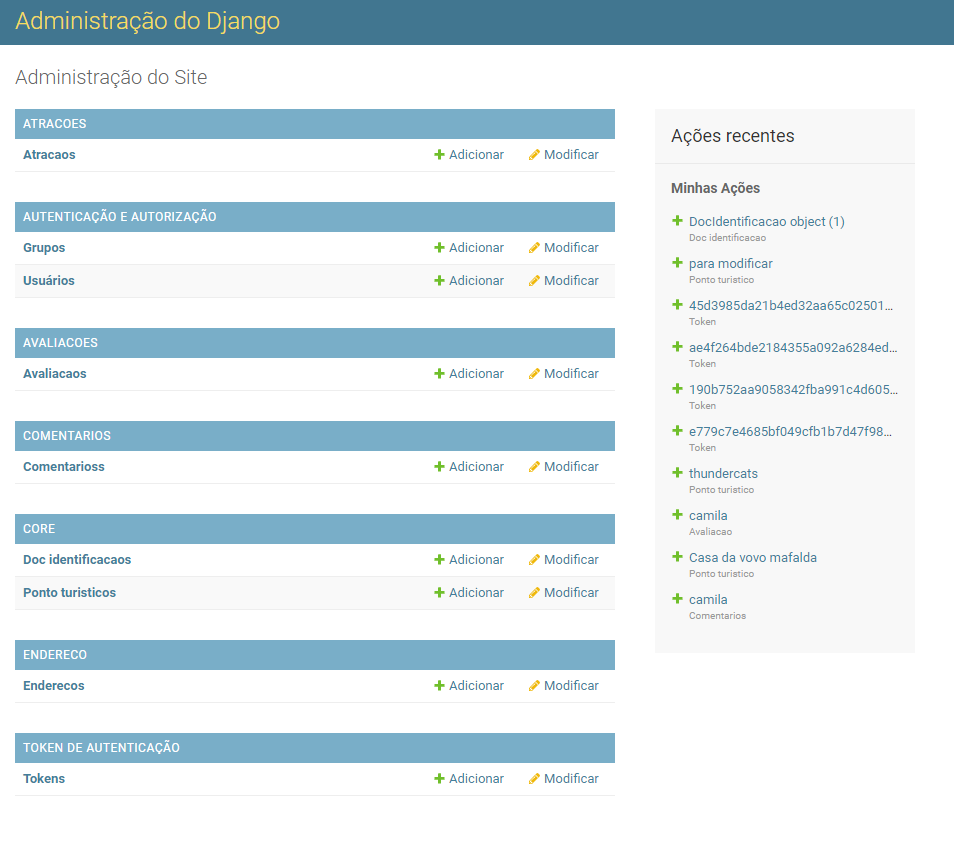 Administração do Django
Administração do Site
ATRACOES
Atracaos Adicionar Modificar
AUTENTICAÇÃO E AUTORIZAÇÃO
Grupos Adicionar Modificar
Usuários Adicionar Modificar
AVALIACOES
Avaliacaos Adicionar Modificar
COMENTARIOS
Comentarioss Adicionar Modificar
CORE
Doc identificacaos Adicionar Modificar
Ponto turisticos Adicionar Modificar
ENDERECO
Enderecos Adicionar Modificar
TOKEN DE AUTENTICAÇÃO
Tokens Adicionar Modificar
Ações recentes
Minhas Ações
DocIdentificacao object (1)
Doc identificacao
para modificar
Ponto turistico
45d3985da21b4ed32aa65c02501...
Token
ae4f264bde2184355a092a6284ed...
Token
190b752aa9058342fba991c4d605...
Token
e779c7e4685bf049cfb1b7d47f98...
Token
thundercats
Ponto turistico
camila
Avaliacao
Casa da vovo mafalda
Ponto turistico
camila
Comentarios